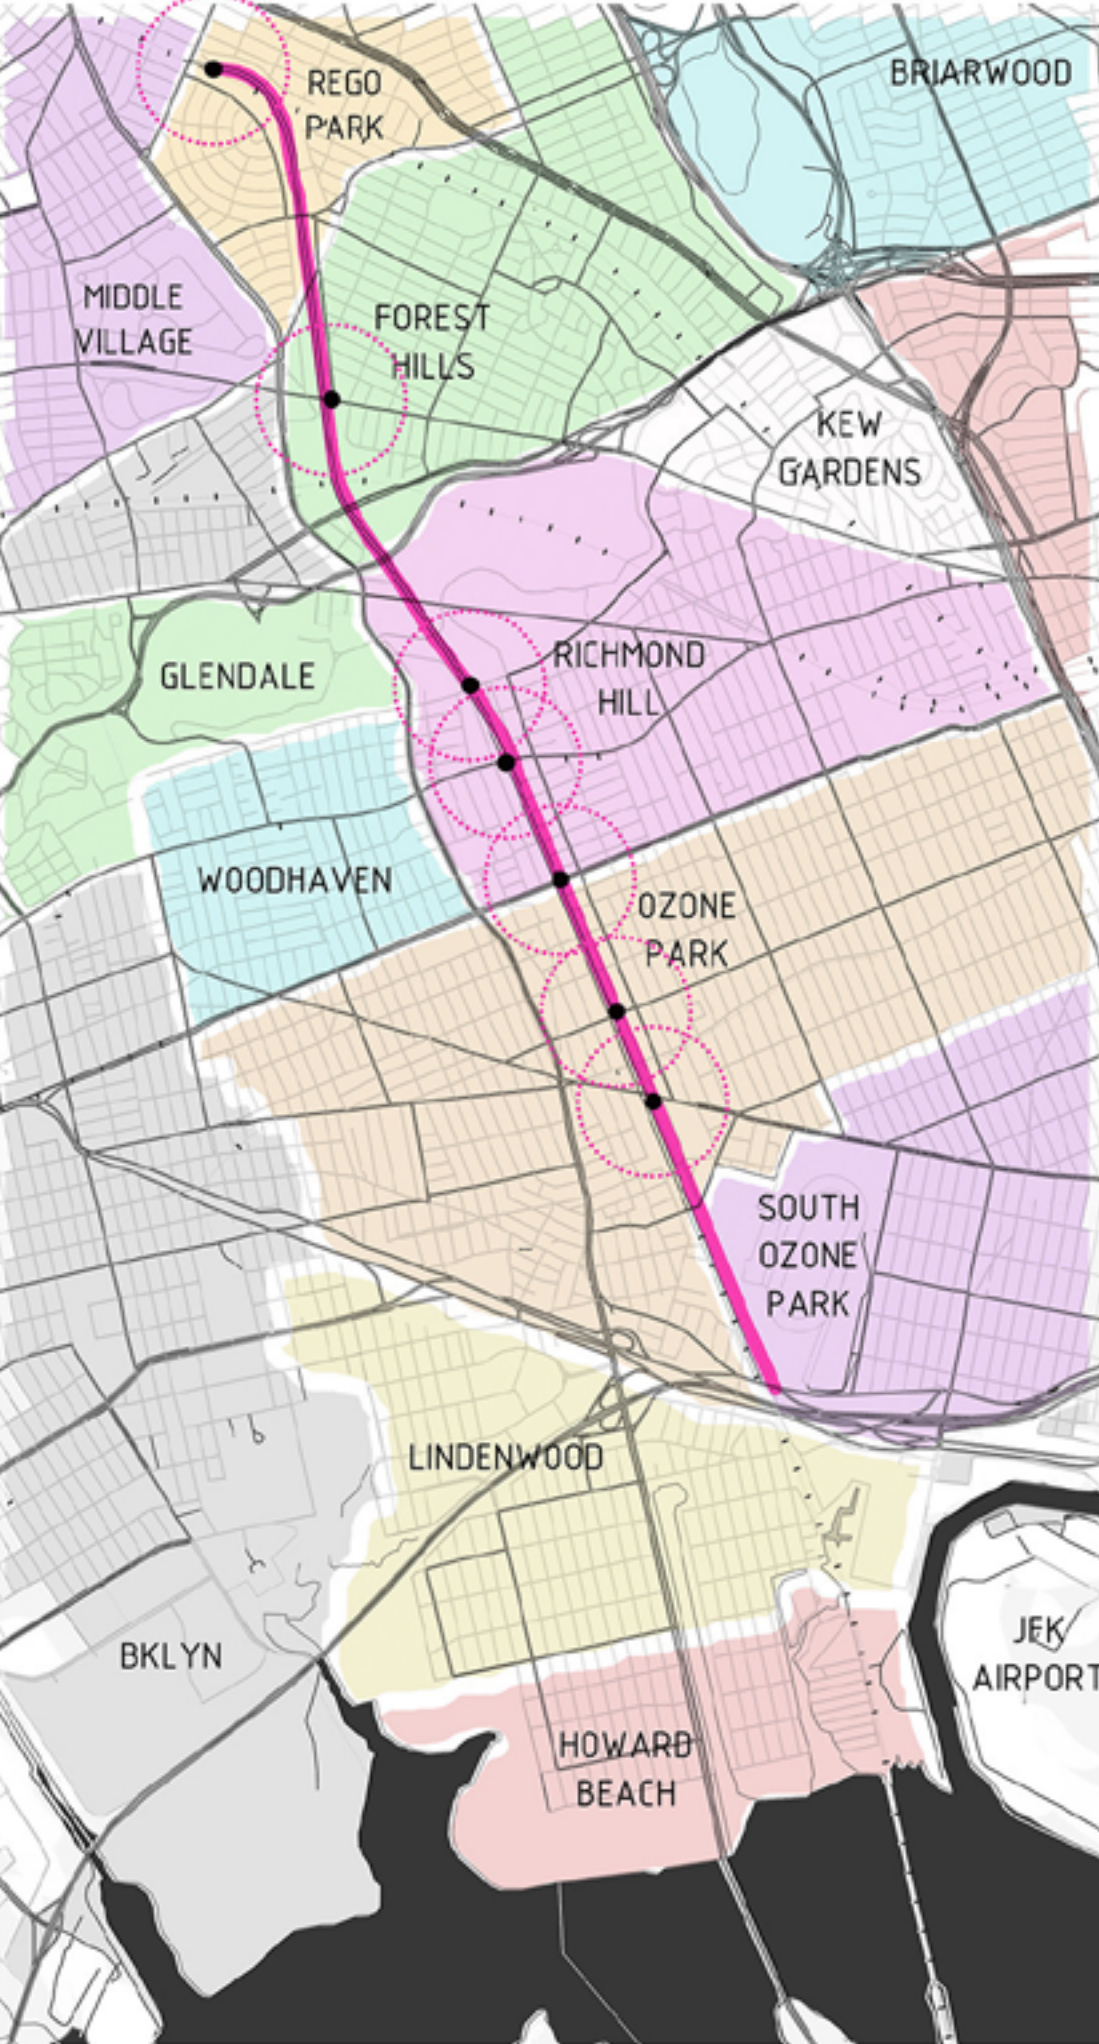 BRIARWOOD
REGO
PARK
MIDDLE
VILLAGE
FOREST
HILLS
KEW
GARDENS
GLENDALE
RICHMOND
HILL
WOODHAVEN
OZONE
PARK
SOUTH
OZONE
PARK
LINDENWOOD
BKLYN
JFK
AIRPORT
HOWARD
BEACH